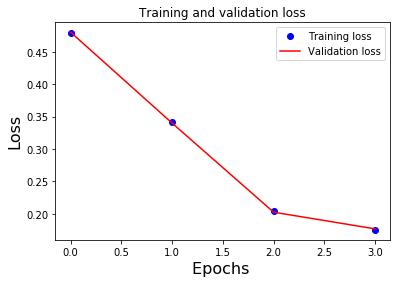 Training and validation loss
Training loss
Validation loss
Loss
0.45
0.40
0.35
0.30
0.25
0.20
0.0 0.5 1.0 1.5 2.0 2.5 3.0
Epochs